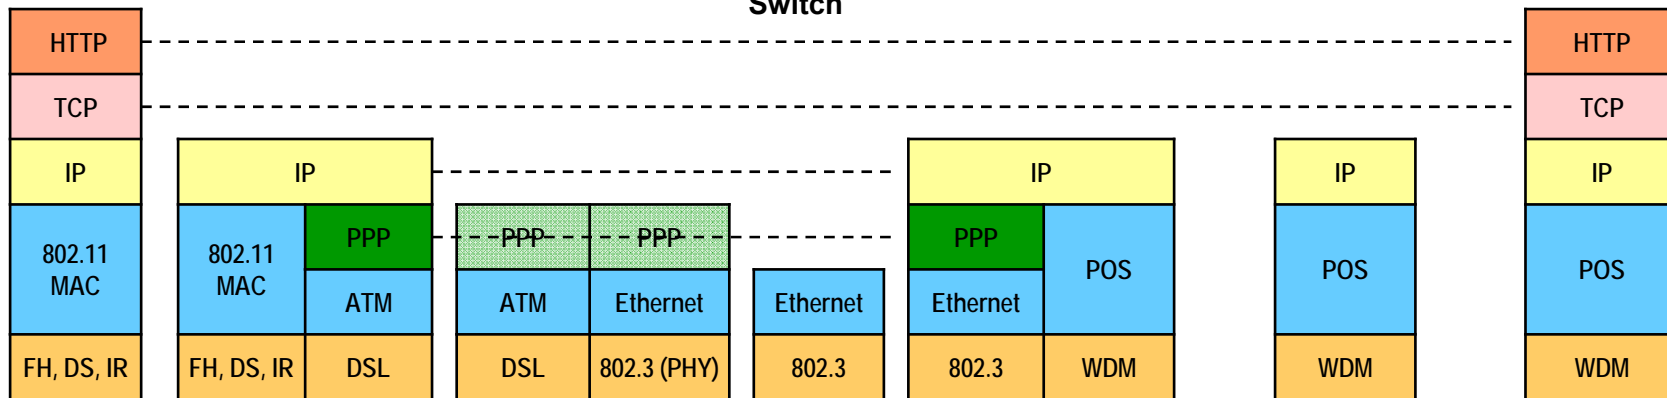 Switch
HTTP HTTP
TCP TCP
IP IP IP IP IP
802.11 MAC 802.11 MAC PPP PPP PPP PPP POS POS POS
ATM ATM Ethernet Ethernet Ethernet
FH, DS, IR FH, DS, IR DSL DSL 802.3 (PHY) 802.3 802.3 WDM WDM WDM